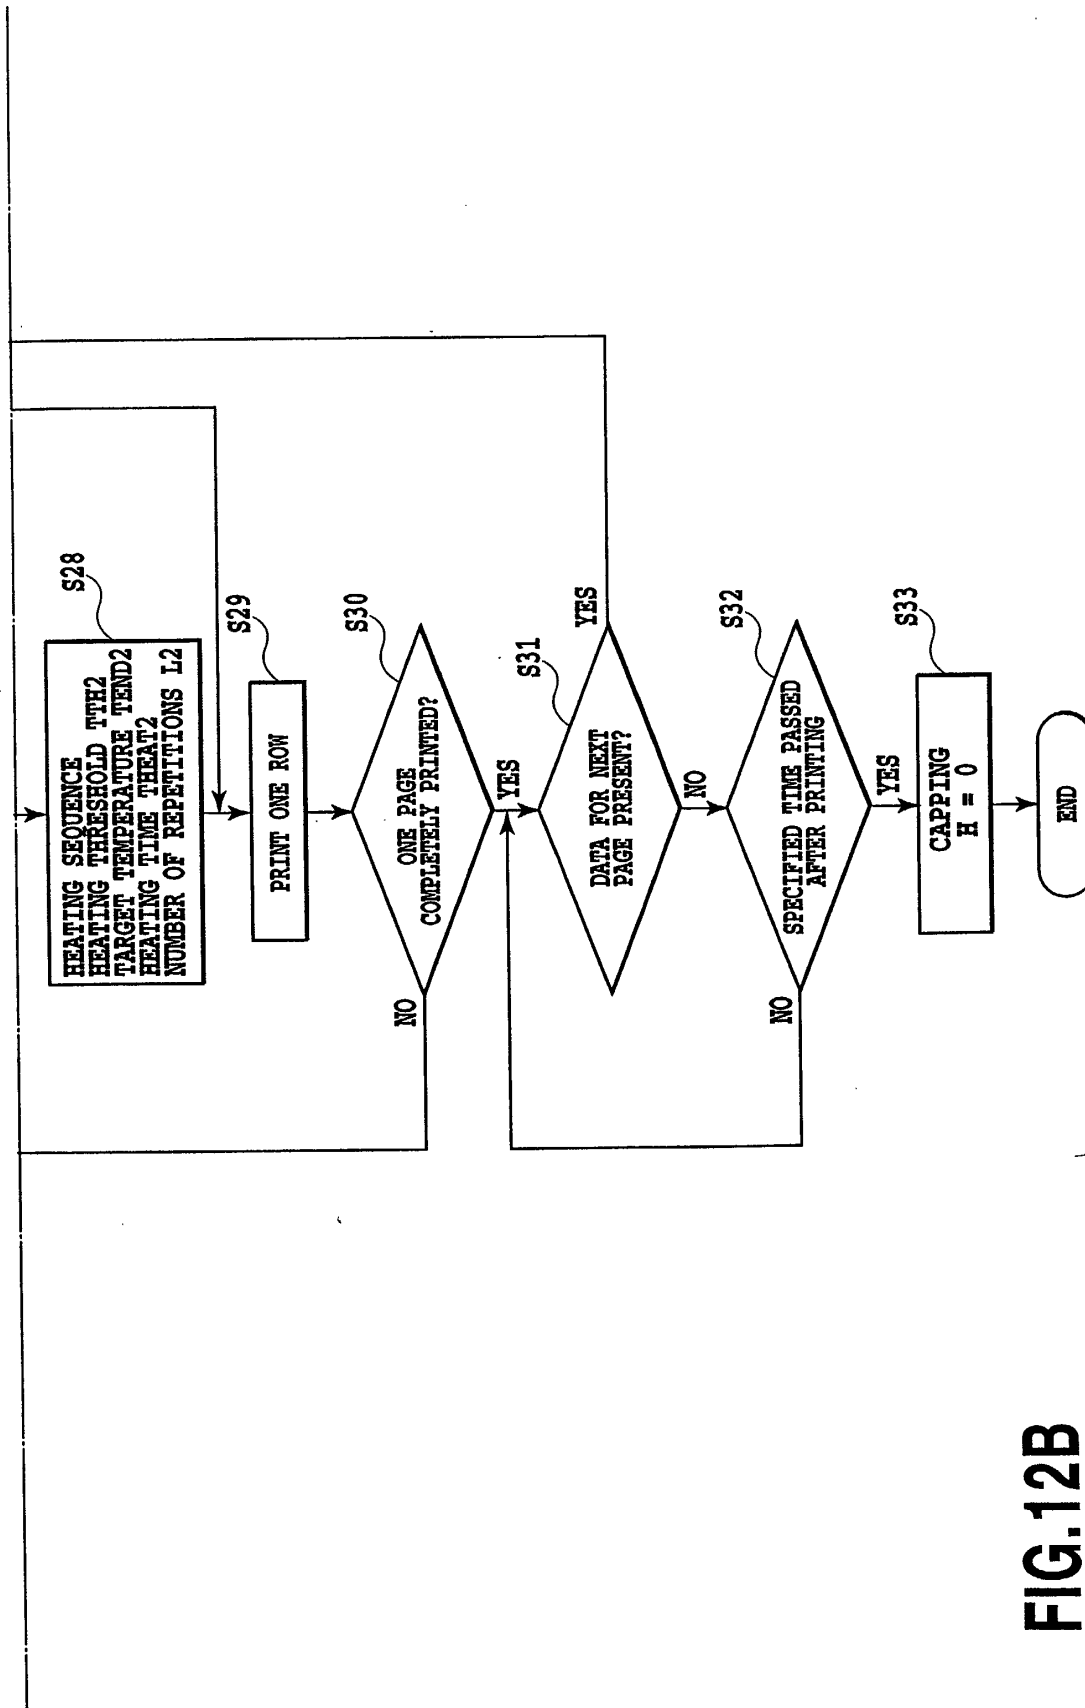 S28
HEATING SEQUENCE
HEATING THRESHOLD TTH2
TARGET TEMPERATURE TEND2
HEATING TIME THEAT2
NUMBER OF REPETITIONS L2
S29
PRINT ONE ROW
S30
ONE PAGE
COMPLETELY PRINTED?
NO
YES
S31
DATA FOR NEXT
PAGE PRESENT?
YES
NO
S32
SPECIFIED TIME PASSED
AFTER PRINTING
NO
YES
S33
CAPPING
H = 0
END
FIG.12B